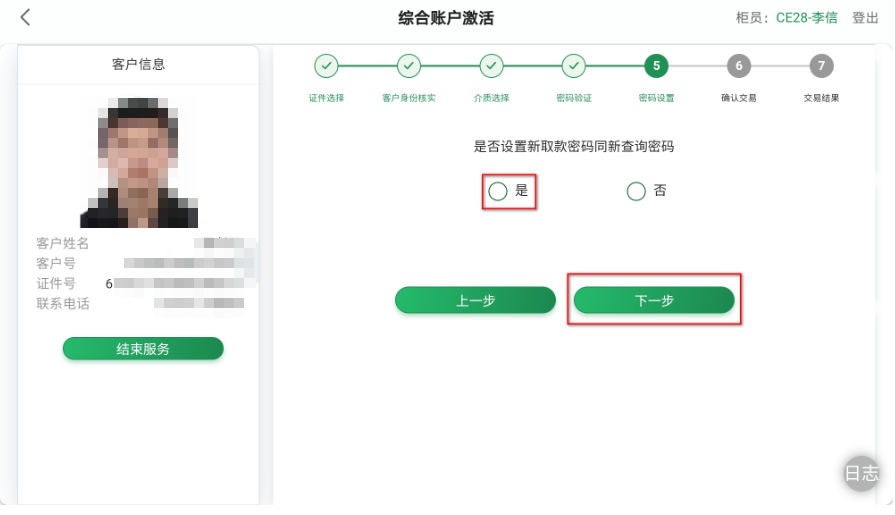 综合账户激活
柜员：CE28-李信 登出
客户信息
客户姓名
客户号
证件号 6
联系电话
结束服务
5 6 7
证件选择 客户身份核实 介质选择 密码验证 密码设置 确认交易 交易结果
是否设置新取款密码同新查询密码
是 否
上一步 下一步
日志